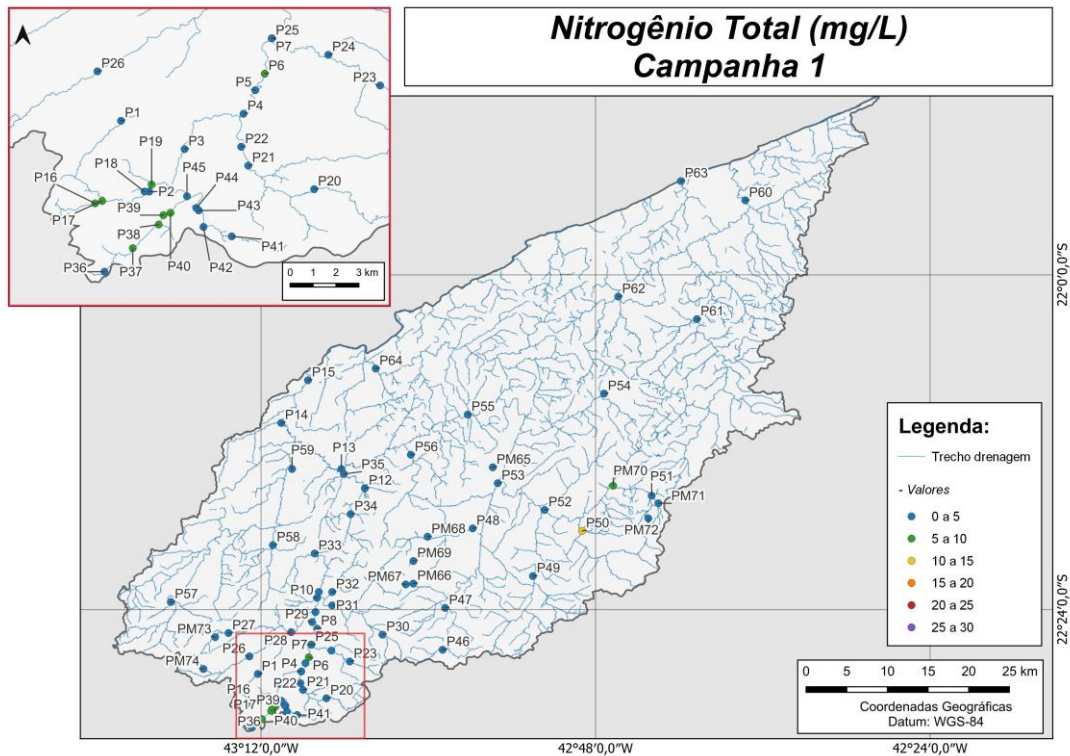 Nitrogênio Total (mg/L)
Campanha 1
P25
P7
P24
P26
P6
P23
P5
P1
P4
P19
P3
P22
P18
P45
P21
P16
P44
P2
P20
P17
P39
P43
P38
P41
P36
P37
P40
P42
0 1 2 3 km
P63
P60
22°0,0'S
P62
P61
P64
P15
P54
P55
P14
P59
P13
P56
P35
PM65
P12
P53
PM70
P51
P34
P52
PM71
P50
PM72
P48
PM68
P58
P33
PM69
PM67
PM66
P49
P10
P32
P57
P31
P47
22°24,0'S
P29
P8
PM73
P27
P28
P30
P25
P7
P46
P26
P23
PM74
P4
P6
P1
P16
P22
P21
P20
P17
P39
P36
P40
P41
Legenda:
Trecho drenagem
- Valores
0 a 5
5 a 10
10 a 15
15 a 20
20 a 25
25 a 30
0 5 10 15 20 25 km
Coordenadas Geográficas
Datum: WGS-84
43°12,0'W
42°48,0'W
42°24,0'W